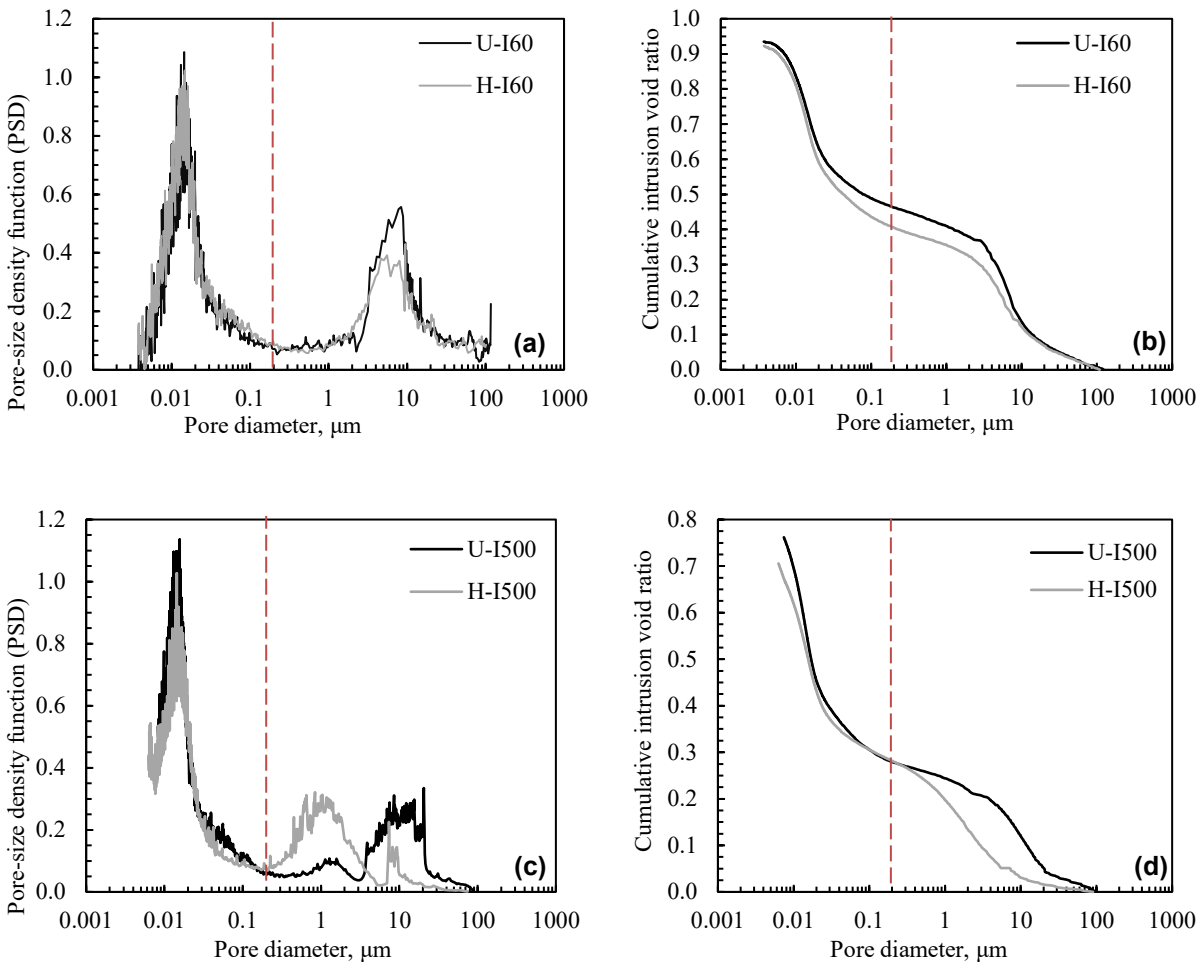 Pore-size density function (PSD)
1.2
1.0
0.8
0.6
0.4
0.2
0.0
U-I60
H-I60
(a)
0.001 0.01 0.1 1 10 100 1000
Pore diameter, μm
Cumulative intrusion void ratio
1.0
0.9
0.8
0.7
0.6
0.5
0.4
0.3
0.2
0.1
0.0
U-I60
H-I60
(b)
0.001 0.01 0.1 1 10 100 1000
Pore diameter, μm
Pore-size density function (PSD)
1.2
1.0
0.8
0.6
0.4
0.2
0.0
U-I500
H-I500
(c)
0.001 0.01 0.1 1 10 100 1000
Pore diameter, μm
Cumulative intrusion void ratio
0.8
0.7
0.6
0.5
0.4
0.3
0.2
0.1
0.0
U-I500
H-I500
(d)
0.001 0.01 0.1 1 10 100 1000
Pore diameter, μm